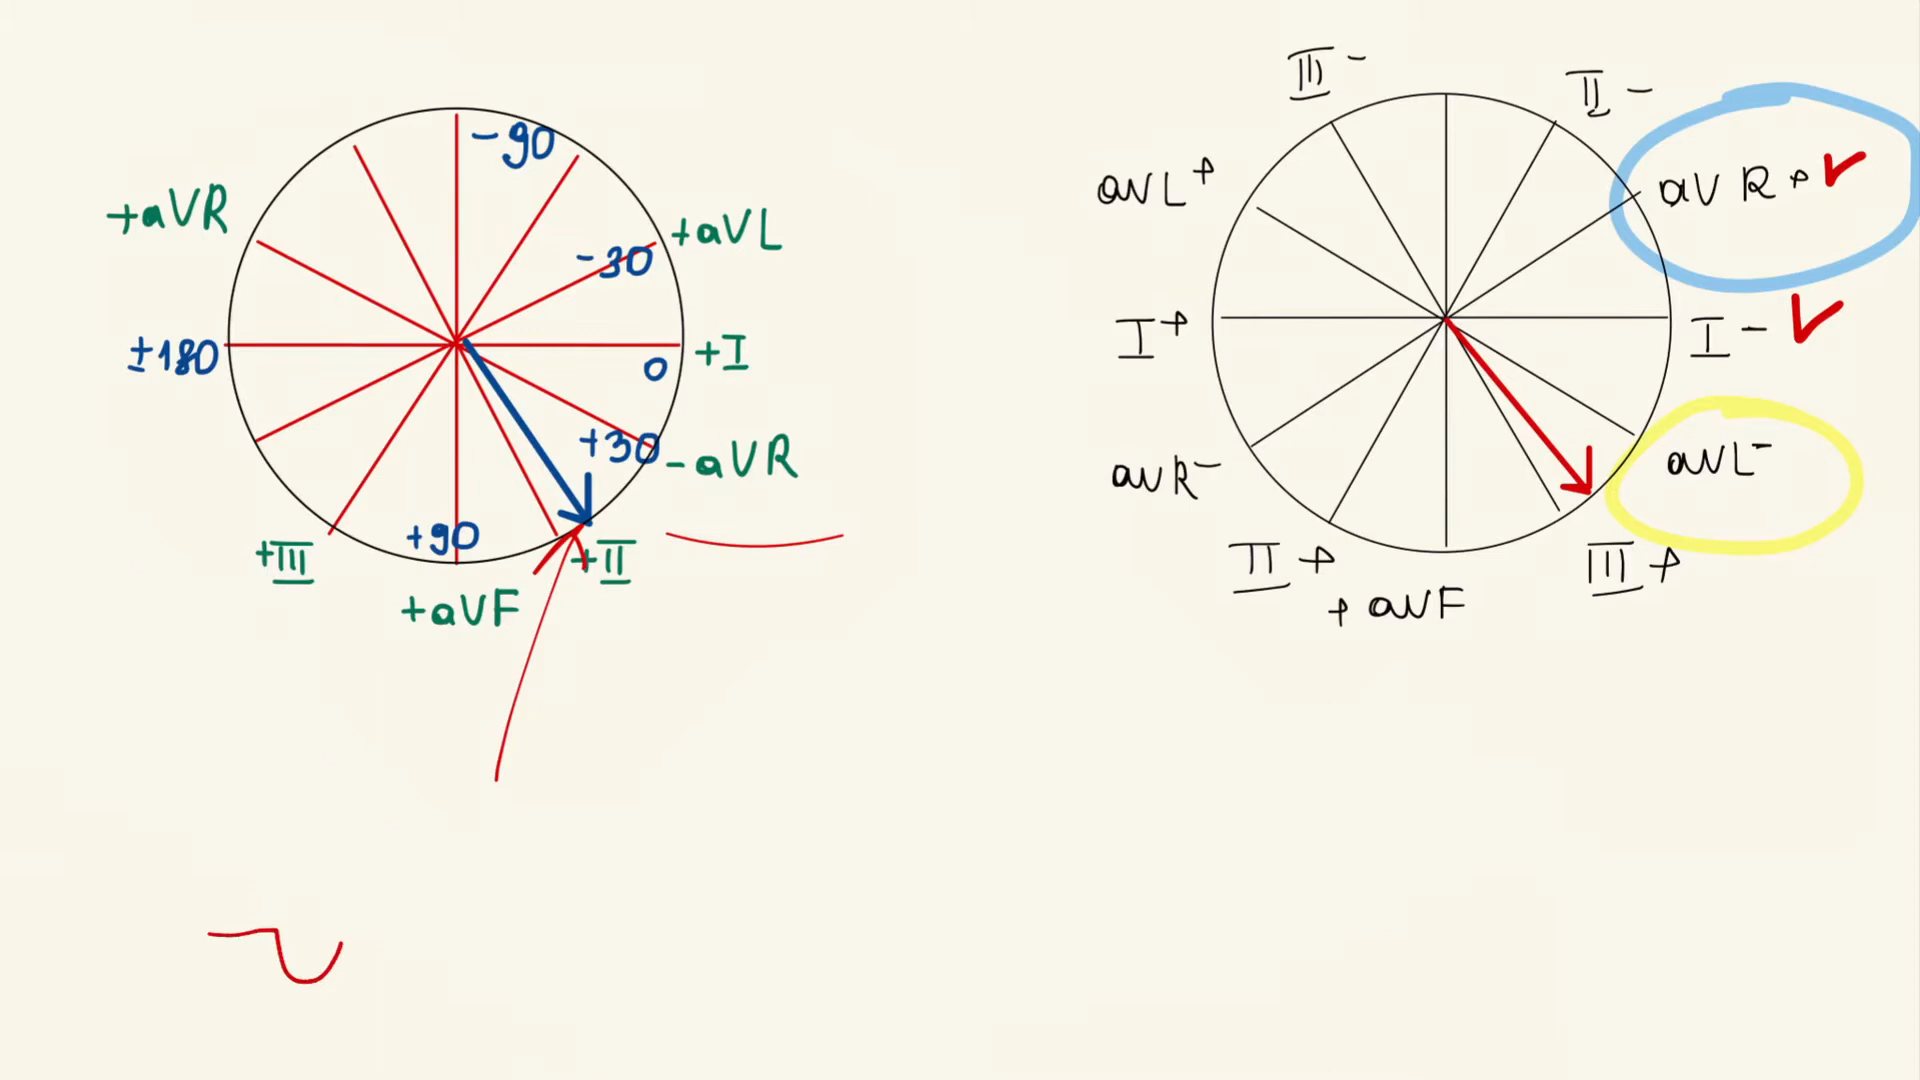 -90
+aVR
+aVL
-30
±180
+I
0
+30
-aVR
+90
+III
+II
+aVF
III -
II -
aVL+
aVR +
I+
I -
aVL-
aVR-
II +
III +
+ aVF